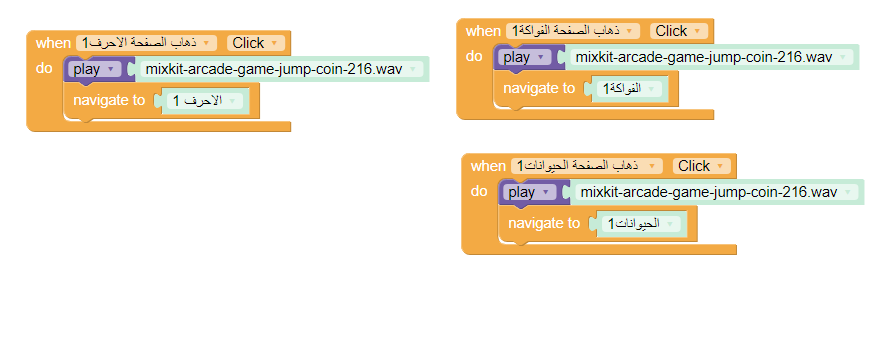 when ذهاب الصفحة الاحرف1 Click
do play mixkit-arcade-game-jump-coin-216.wav
navigate to الاحرف 1
when ذهاب الصفحة الفواكة1 Click
do play mixkit-arcade-game-jump-coin-216.wav
navigate to الفواكة1
when ذهاب الصفحة الحيوانات1 Click
do play mixkit-arcade-game-jump-coin-216.wav
navigate to الحيوانات1